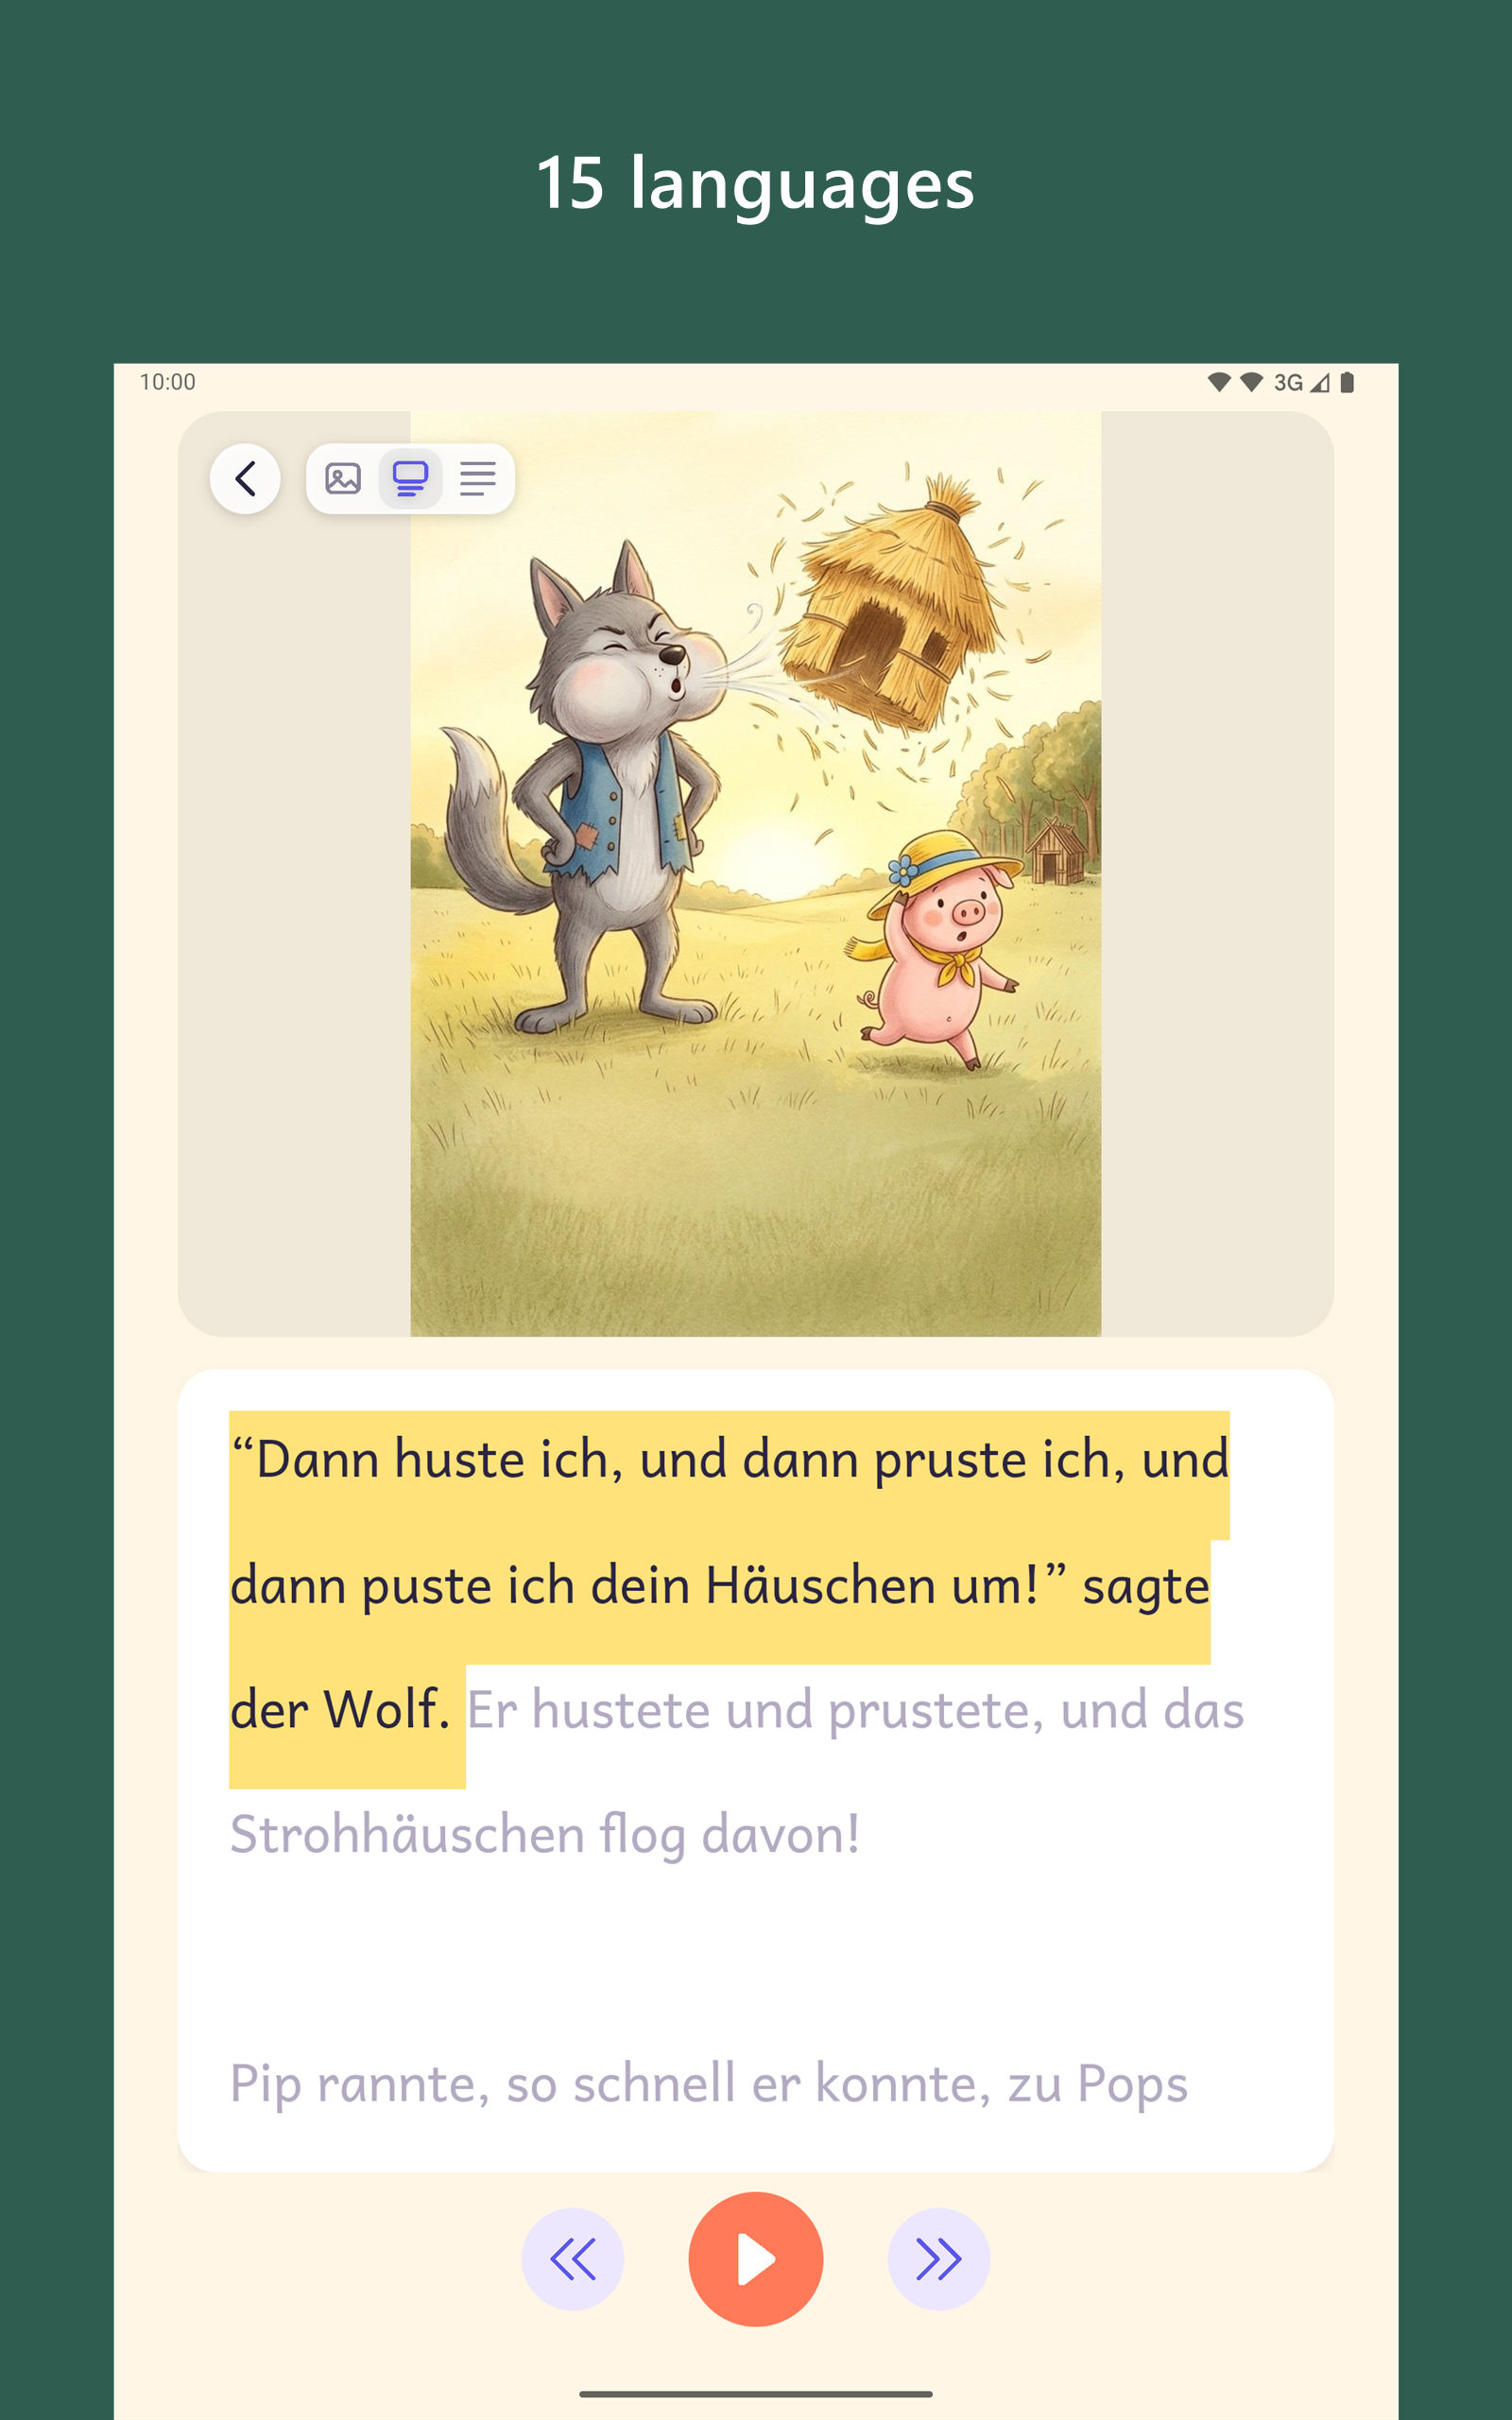 15 languages
10:00
3G
“Dann huste ich, und dann pruste ich, und
dann puste ich dein Häuschen um!” sagte
der Wolf. Er hustete und prustete, und das
Strohhäuschen flog davon!
Pip rannte, so schnell er konnte, zu Pops